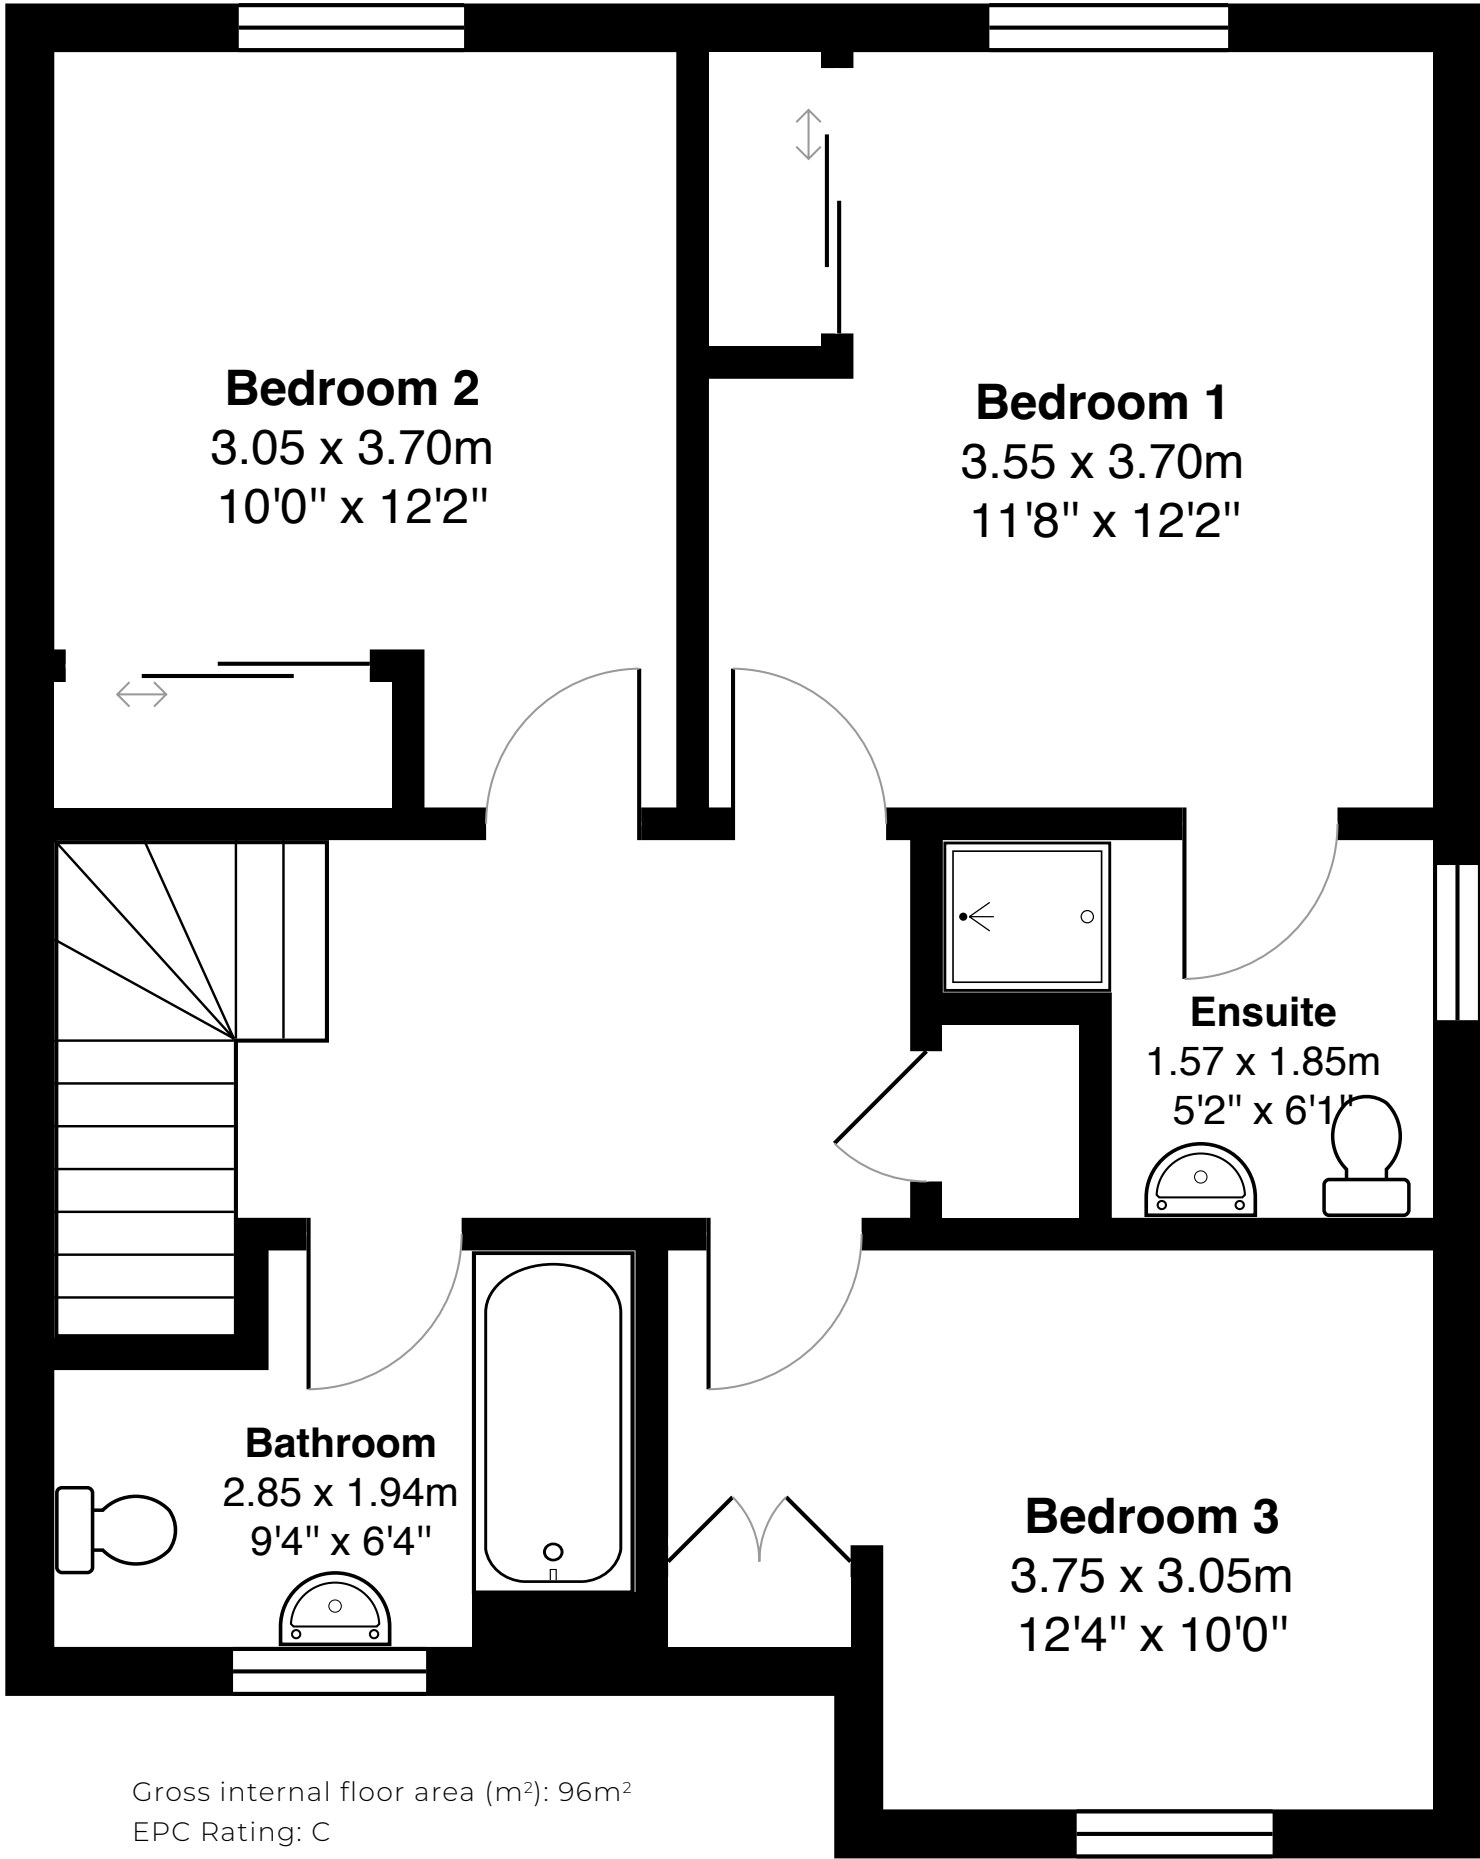 Bedroom 2
3.05 x 3.70m
10'0" x 12'2"
Bedroom 1
3.55 x 3.70m
11'8" x 12'2"
Ensuite
1.57 x 1.85m
5'2" x 6'1"
Bathroom
2.85 x 1.94m
9'4" x 6'4"
Bedroom 3
3.75 x 3.05m
12'4" x 10'0"
Gross internal floor area (m²): 96m²
EPC Rating: C